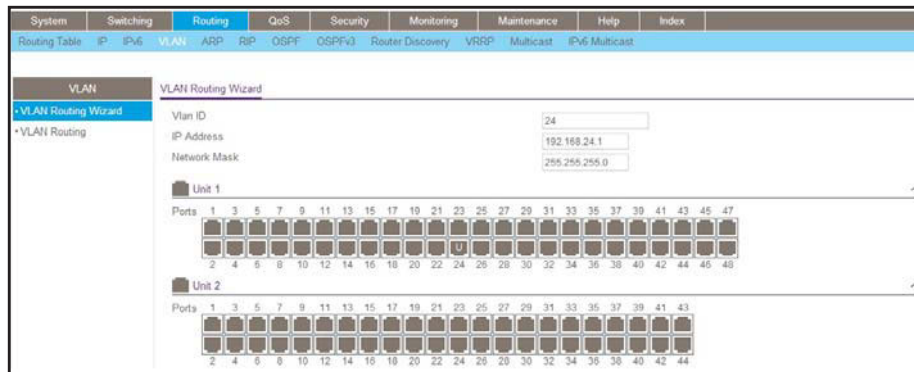 System Switching Routing QoS Security Monitoring Maintenance Help Index
Routing Table IP IPv6 VLAN ARP RIP OSPF OSPFv3 Router Discovery VRRP Multicast IPv6 Multicast
VLAN
• VLAN Routing Wizard
• VLAN Routing
VLAN Routing Wizard
Vlan ID 24
IP Address 192.168.24.1
Network Mask 255.255.255.0
Unit 1
Ports 1 3 5 7 9 11 13 15 17 19 21 23 25 27 29 31 33 35 37 39 41 43 45 47
U
2 4 6 8 10 12 14 16 18 20 22 24 26 28 30 32 34 36 38 40 42 44 46 48
Unit 2
Ports 1 3 5 7 9 11 13 15 17 19 21 23 25 27 29 31 33 35 37 39 41 43
2 4 6 8 10 12 14 16 18 20 22 24 26 28 30 32 34 36 38 40 42 44